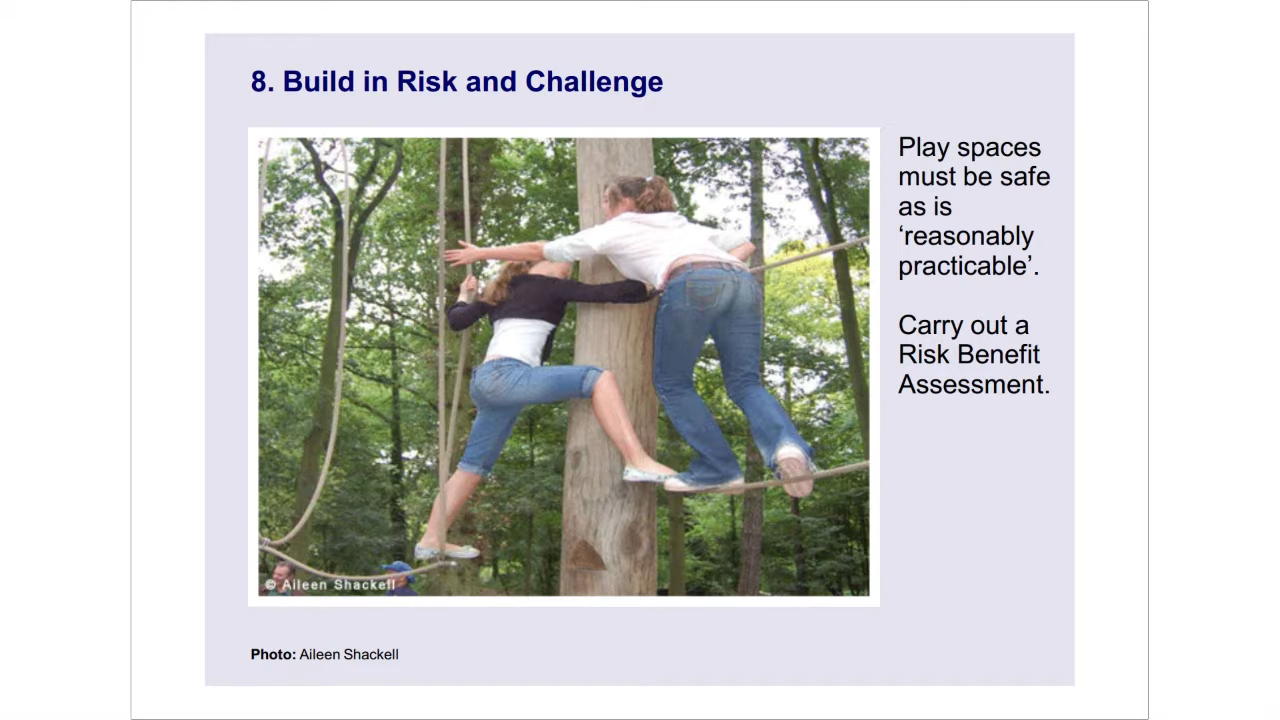 8. Build in Risk and Challenge
Play spaces
must be safe
as is
‘reasonably
practicable’.
Carry out a
Risk Benefit
Assessment.
© Aileen Shackell
Photo: Aileen Shackell